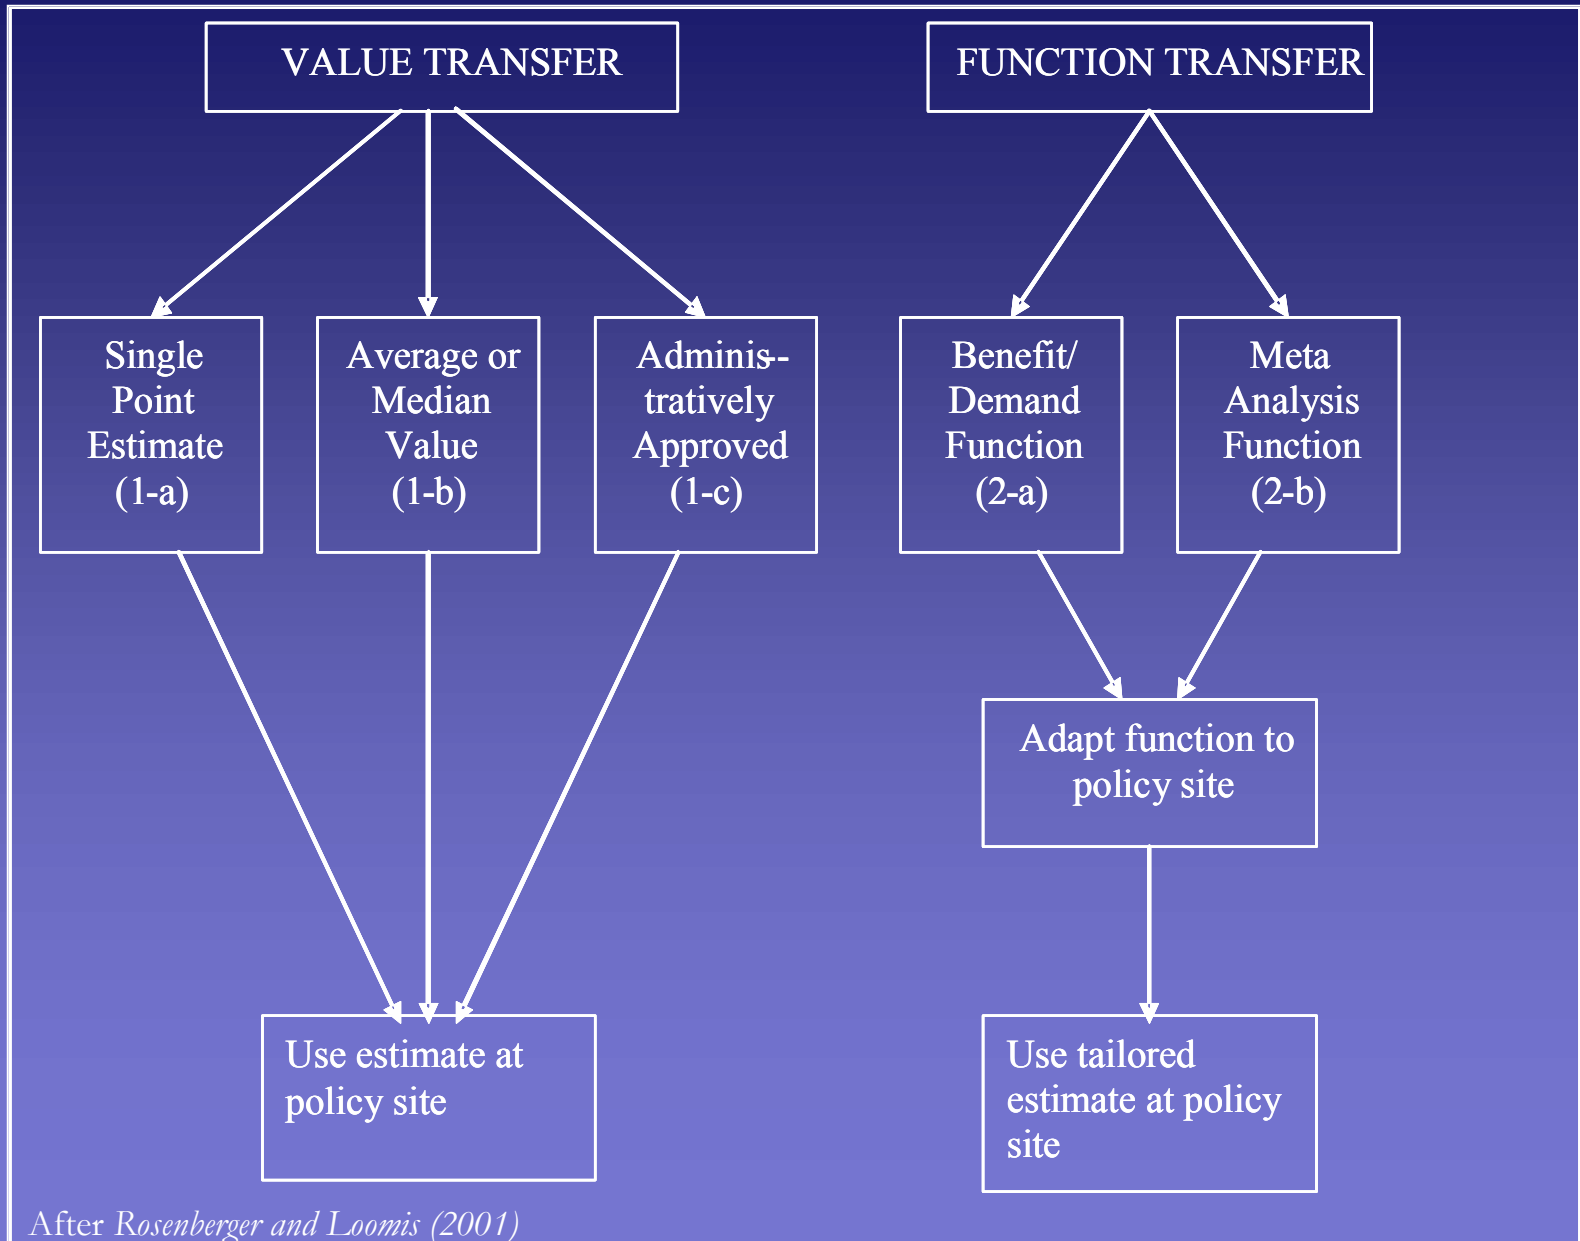 VALUE TRANSFER
FUNCTION TRANSFER
Single
Point
Estimate
(1-a)
Average or
Median
Value
(1-b)
Adminis--
tratively
Approved
(1-c)
Benefit/
Demand
Function
(2-a)
Meta
Analysis
Function
(2-b)
Adapt function to
policy site
Use estimate at
policy site
Use tailored
estimate at policy
site
After Rosenberger and Loomis (2001)